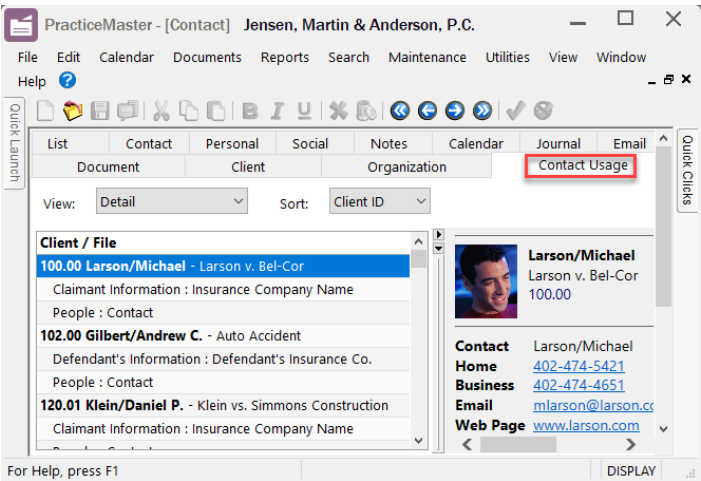 PracticeMaster - [Contact] Jensen, Martin & Anderson, P.C.
File Edit Calendar Documents Reports Search Maintenance Utilities View Window
Help
B I U
Quick Launch
List Contact Personal Social Notes Calendar Journal Email
Document Client Organization Contact Usage
Quick Clicks
View: Detail Sort: Client ID
Client / File
100.00 Larson/Michael - Larson v. Bel-Cor
Claimant Information : Insurance Company Name
People : Contact
102.00 Gilbert/Andrew C. - Auto Accident
Defendant's Information : Defendant's Insurance Co.
People : Contact
120.01 Klein/Daniel P. - Klein vs. Simmons Construction
Claimant Information : Insurance Company Name
Larson/Michael
Larson v. Bel-Cor
100.00
Contact Larson/Michael
Home 402-474-5421
Business 402-474-4651
Email mlarson@larson.co
Web Page www.larson.com
For Help, press F1 DISPLAY